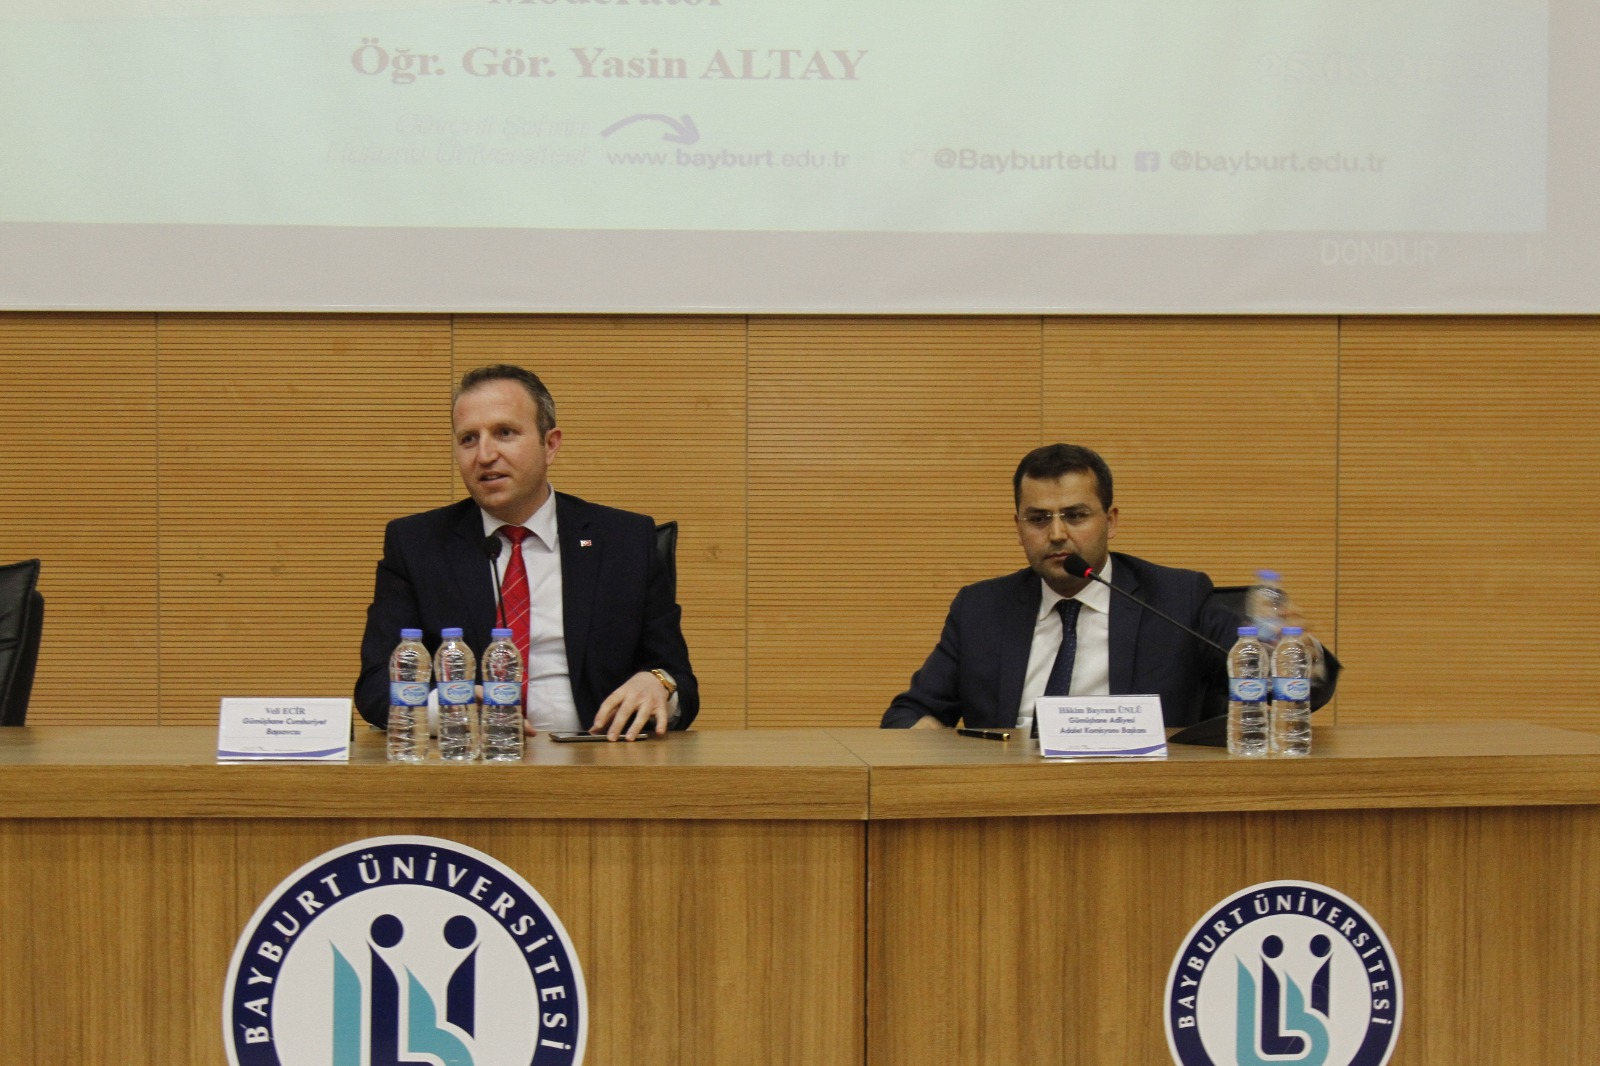 Moderatör
Öğr. Gör. Yasin ALTAY
www.bayburt.edu.tr
@Bayburtedu
@bayburt.edu.tr
DONDUR
Veli ECİR
Gümüşhane Cumhuriyet
Başsavcısı
Hâkim Bayram ÜNLÜ
Gümüşhane Adliyesi
Adalet Komisyonu Başkanı
BAYBURT ÜNİVERSİTESİ
BAYBURT ÜNİVERSİTESİ